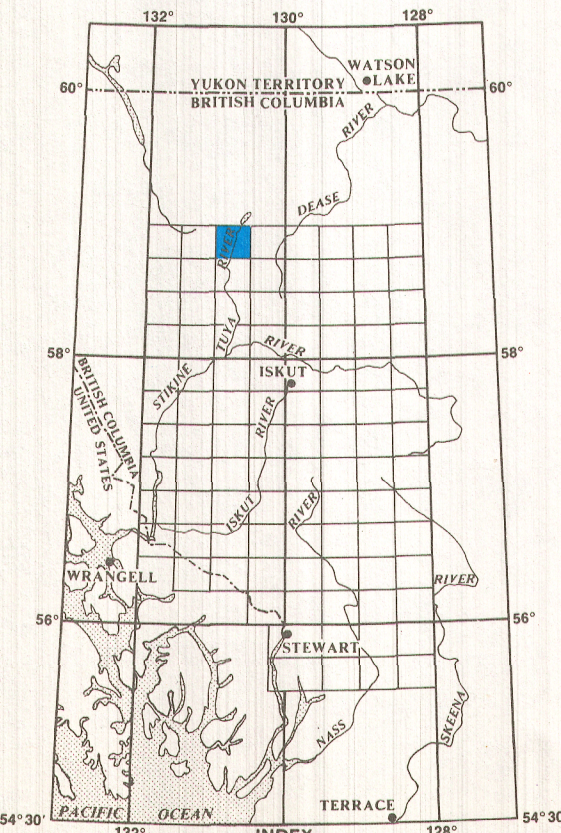 132° 130° 128°
WATSON
LAKE
60° YUKON TERRITORY 60°
BRITISH COLUMBIA
RIVER
DEASE
RIVER
TUYA
RIVER
58° 58°
ISKUT
STIKINE
BRITISH COLUMBIA
UNITED STATES
RIVER
ISKUT
RIVER
WRANGELL
RIVER
56° 56°
STEWART
SKEENA
NASS
TERRACE
PACIFIC OCEAN
54°30' 54°30'
128°